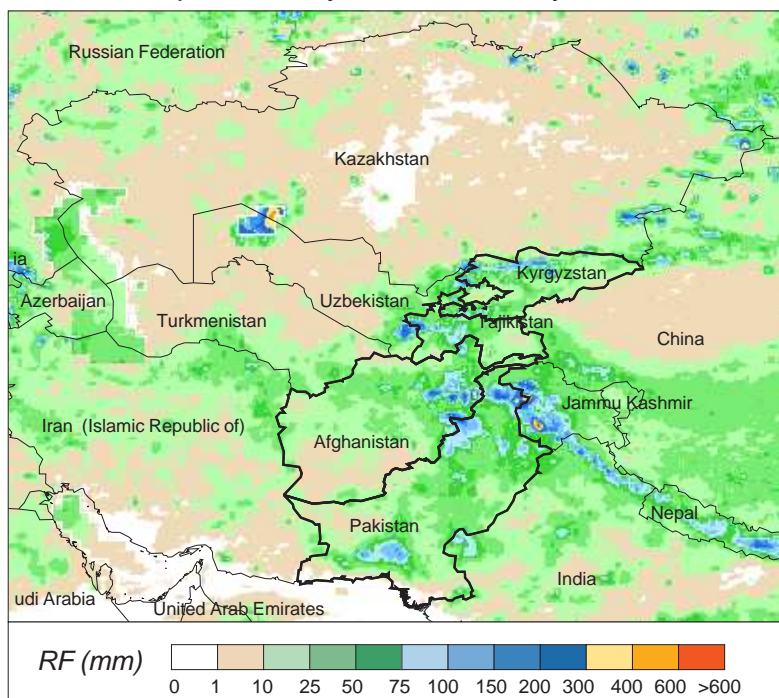 Russian Federation
Kazakhstan
ia
Kyrgyzstan
Azerbaijan
Uzbekistan
Turkmenistan
Tajikistan
China
Jammu Kashmir
Iran (Islamic Republic of)
Afghanistan
Nepal
Pakistan
India
udi Arabia
United Arab Emirates
RF (mm)
0 1 10 25 50 75 100 150 200 300 400 600 >600